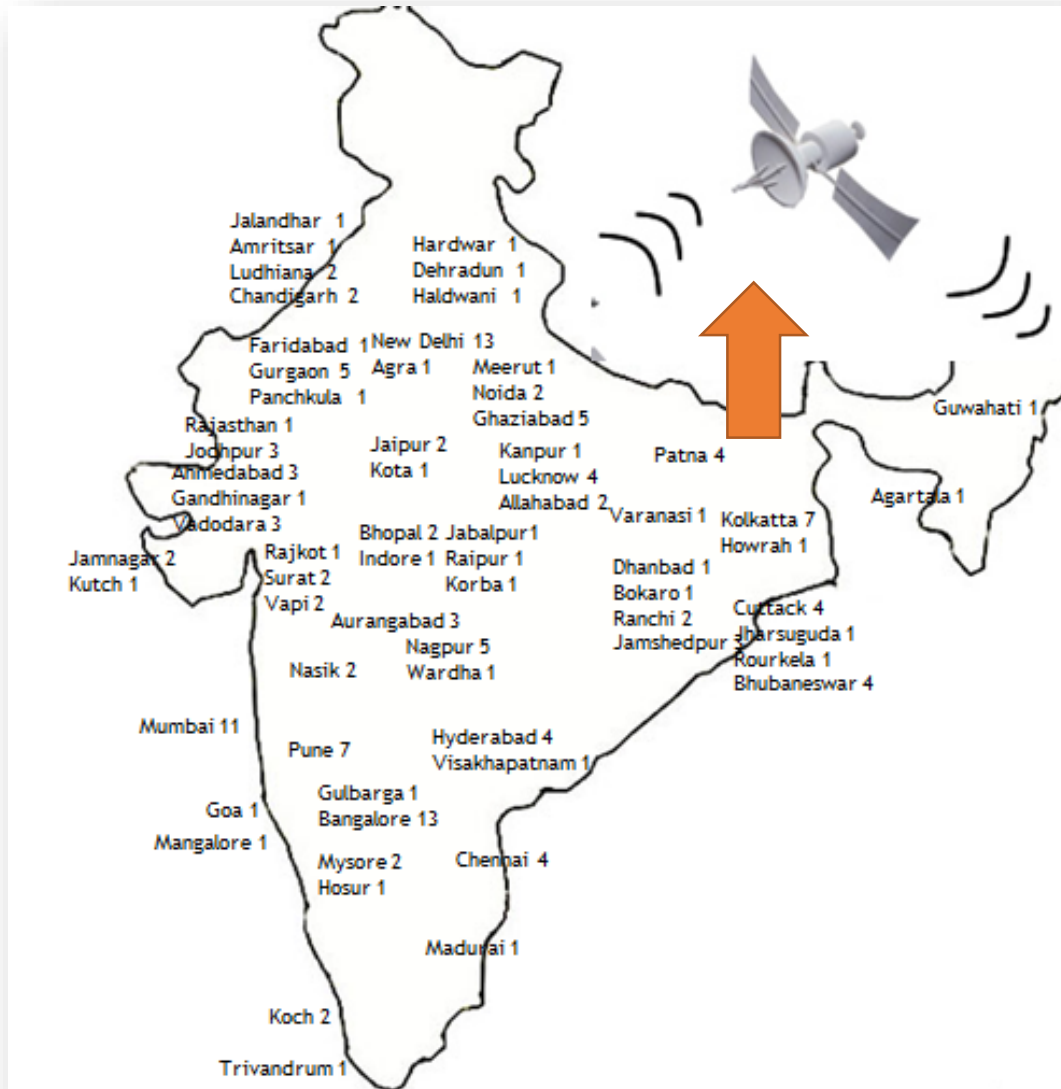 Jalandhar 1
Amritsar 1
Ludhiana 2
Chandigarh 2
Hardwar 1
Dehradun 1
Haldwani 1
Faridabad 1
Gurgaon 5
Panchkula 1
New Delhi 13
Agra 1
Meerut 1
Noida 2
Ghaziabad 5
Guwahati 1
Rajasthan 1
Jodhpur 3
Ahmedabad 3
Gandhinagar 1
Vadodara 3
Jaipur 2
Kota 1
Kanpur 1
Lucknow 4
Allahabad 2
Patna 4
Agartala 1
Varanasi 1
Kolkatta 7
Howrah 1
Jamnagar 2
Kutch 1
Rajkot 1
Surat 2
Vapi 2
Bhopal 2
Indore 1
Jabalpur 1
Raipur 1
Korba 1
Dhanbad 1
Bokaro 1
Ranchi 2
Jamshedpur 3
Cuttack 4
Jharsuguda 1
Rourkela 1
Bhubaneswar 4
Aurangabad 3
Nagpur 5
Wardha 1
Nasik 2
Mumbai 11
Pune 7
Hyderabad 4
Visakhapatnam 1
Gulbarga 1
Bangalore 13
Goa 1
Mangalore 1
Mysore 2
Hosur 1
Chennai 4
Madurai 1
Koch 2
Trivandrum 1